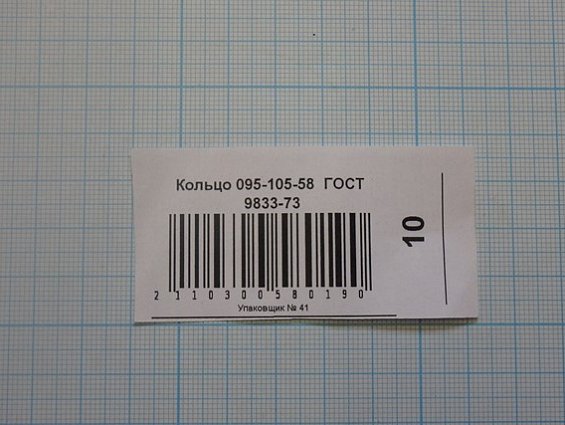 Кольцо 095-105-58 ГОСТ
9833-73
10
2110300580190
Упаковщик № 41